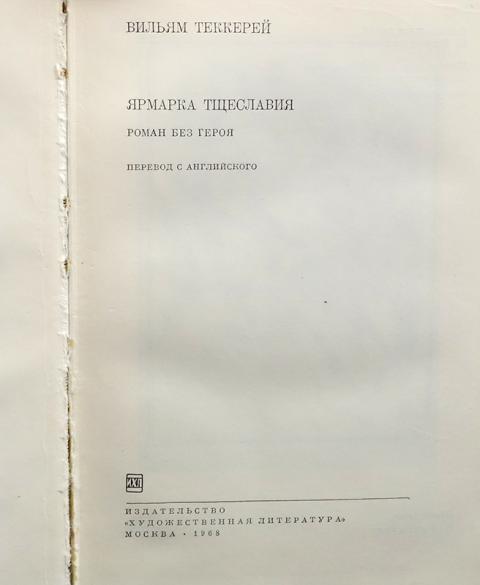 ВИЛЬЯМ ТЕККЕРЕЙ
ЯРМАРКА ТЩЕСЛАВИЯ
РОМАН БЕЗ ГЕРОЯ
ПЕРЕВОД С АНГЛИЙСКОГО
ИХЛ
ИЗДАТЕЛЬСТВО
«ХУДОЖЕСТВЕННАЯ ЛИТЕРАТУРА»
МОСКВА · 1968